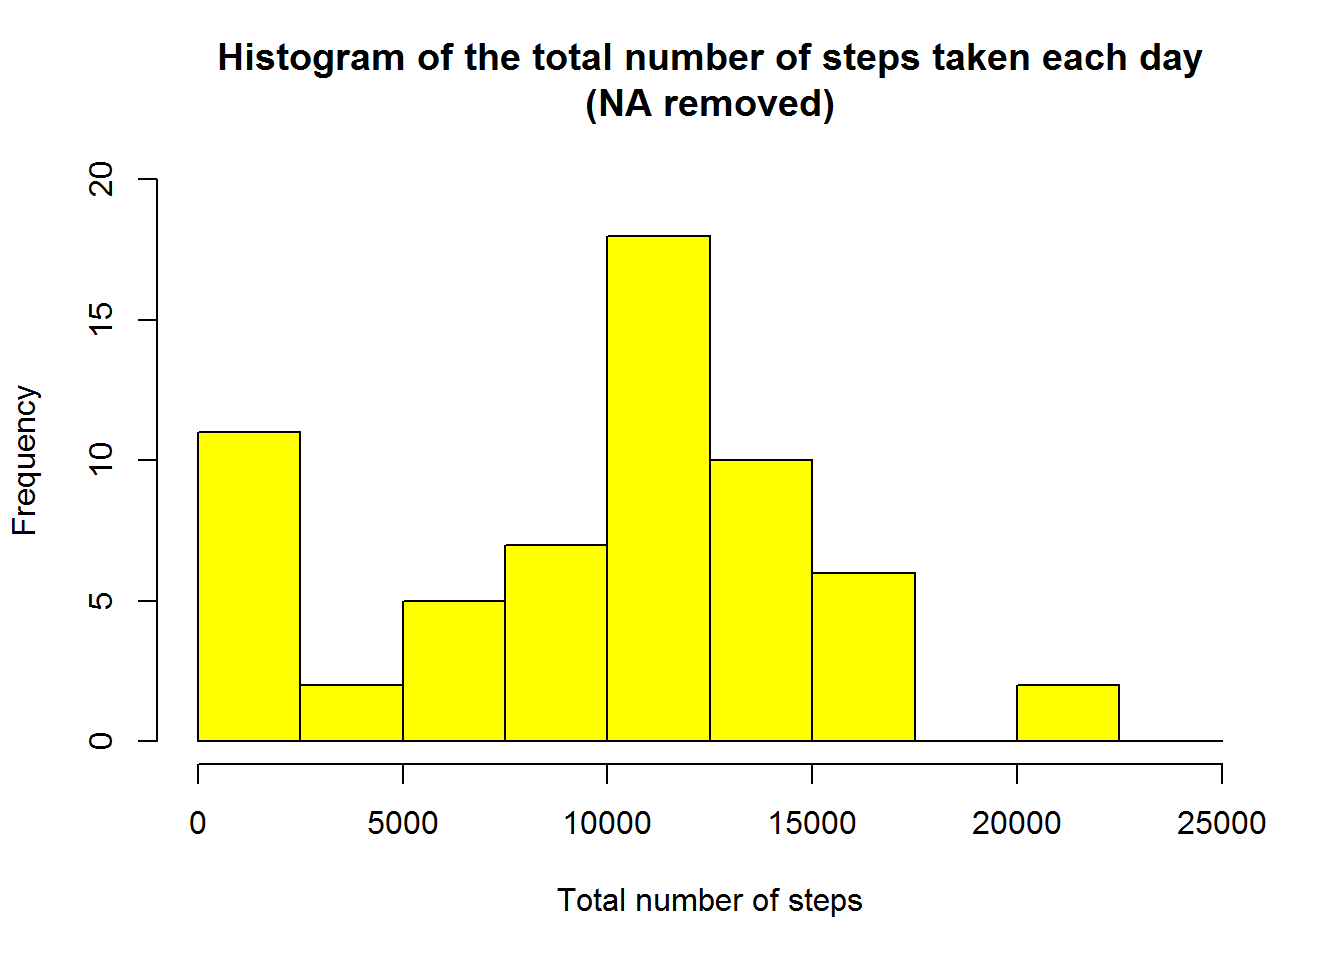 Histogram of the total number of steps taken each day
(NA removed)
20
15
10
5
0
Frequency
0 5000 10000 15000 20000 25000
Total number of steps